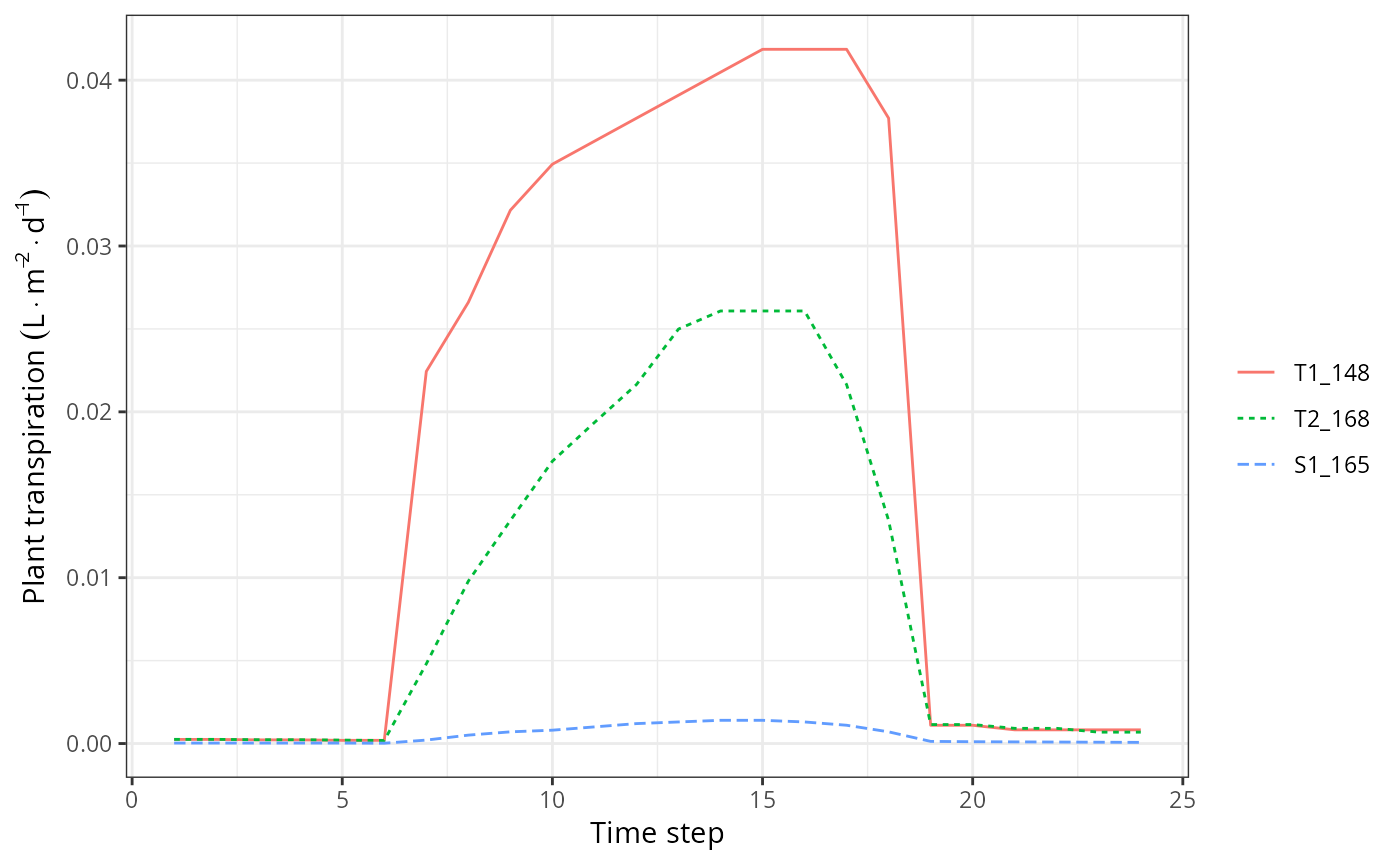 Plant transpiration (L · m⁻² · d⁻¹)
0.04
0.03
0.02
0.01
0.00
0 5 10 15 20 25
Time step
T1_148
T2_168
S1_165